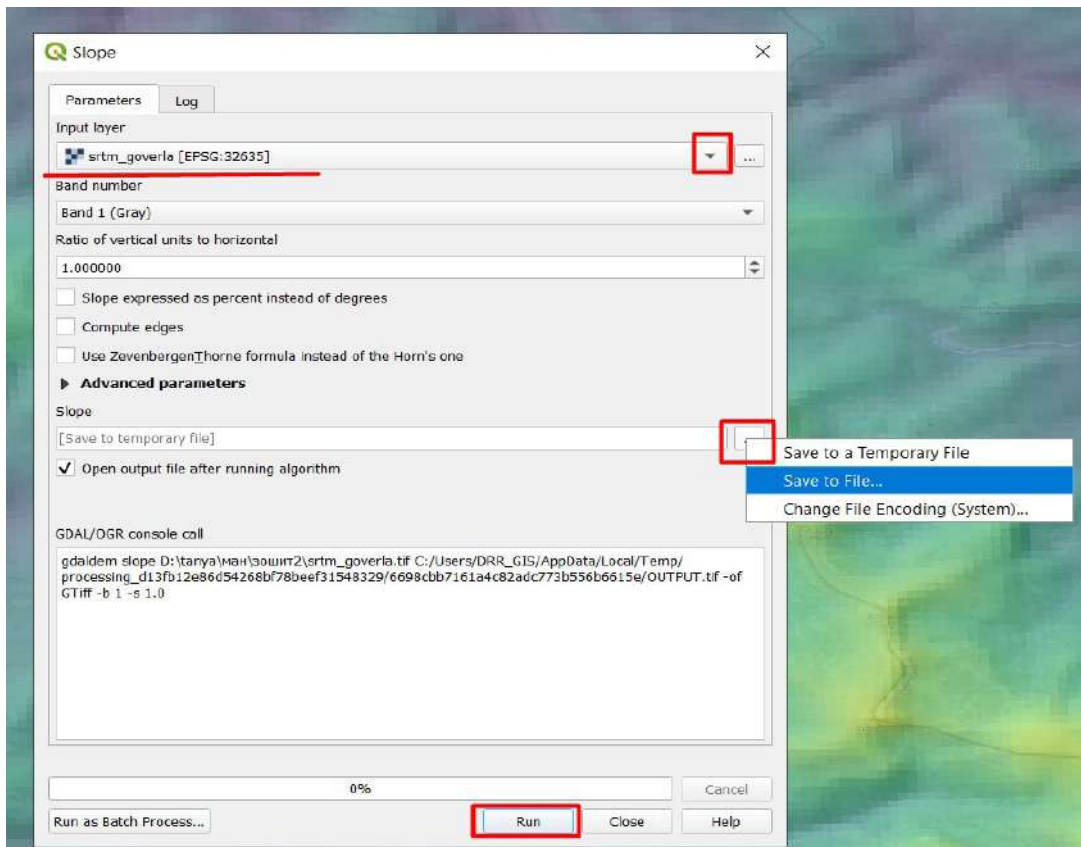 Slope
Parameters
Log
Input layer
srtm_goverla [EPSG:32635]
...
Band number
Band 1 (Gray)
Ratio of vertical units to horizontal
1.000000
Slope expressed as percent instead of degrees
Compute edges
Use ZevenbergenThorne formula instead of the Horn's one
Advanced parameters
Slope
[Save to temporary file]
Save to a Temporary File
Open output file after running algorithm
Save to File...
Change File Encoding (System)...
GDAL/OGR console call
gdaldem slope D:\tanya\ман\зошит2\srtm_goverla.tif C:/Users/DRR_GIS/AppData/Local/Temp/
processing_d13fb12e86d54268bf78beef31548329/6698cbb7161a4c82adc773b556b6615e/OUTPUT.tif -of
GTiff -b 1 -s 1.0
0%
Cancel
Run as Batch Process...
Run
Close
Help